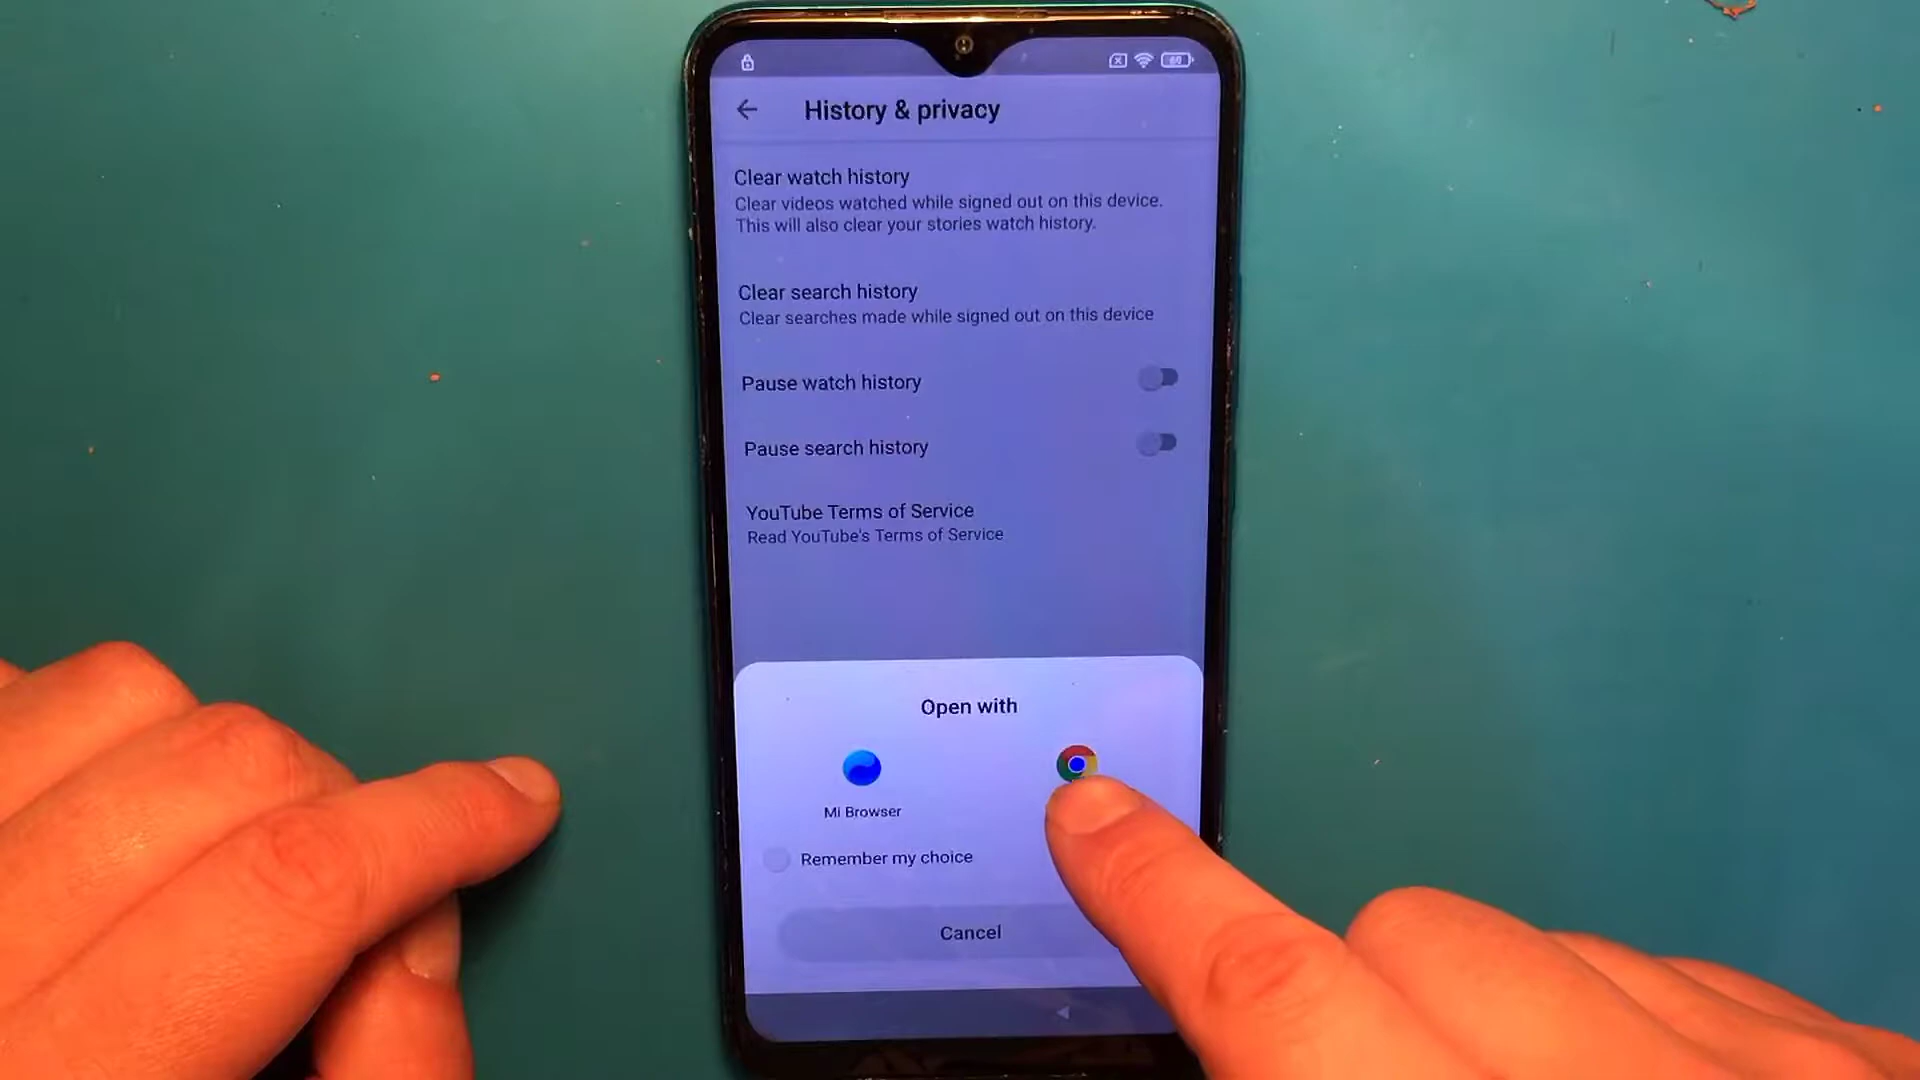 History & privacy
Clear watch history
Clear videos watched while signed out on this device.
This will also clear your stories watch history.
Clear search history
Clear searches made while signed out on this device
Pause watch history
Pause search history
YouTube Terms of Service
Read YouTube's Terms of Service
Open with
Mi Browser
Remember my choice
Cancel